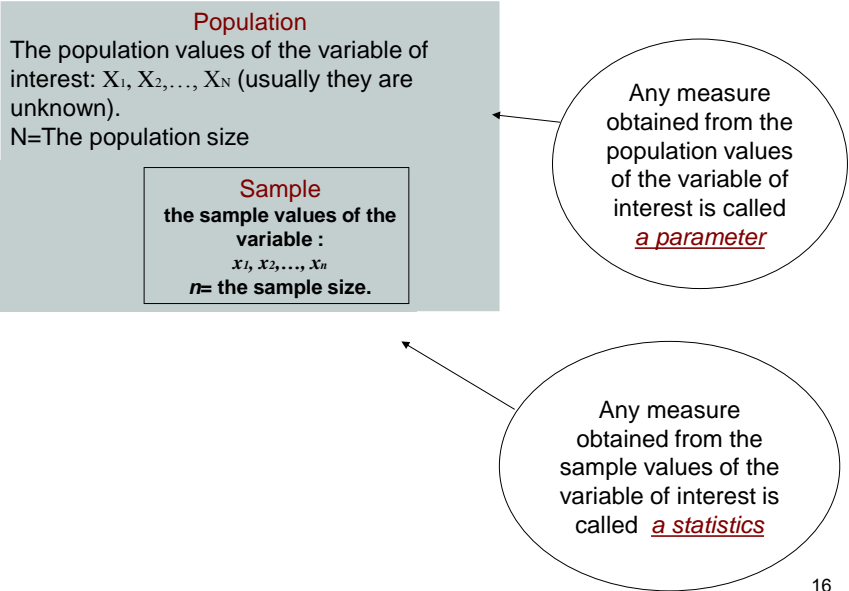 Population
The population values of the variable of
interest: X₁, X₂,…, X_N (usually they are
unknown).
N=The population size
Sample
the sample values of the
variable :
x₁, x₂,…, xₙ
n= the sample size.
Any measure
obtained from the
population values
of the variable of
interest is called
a parameter
Any measure
obtained from the
sample values of the
variable of interest is
called a statistics
16